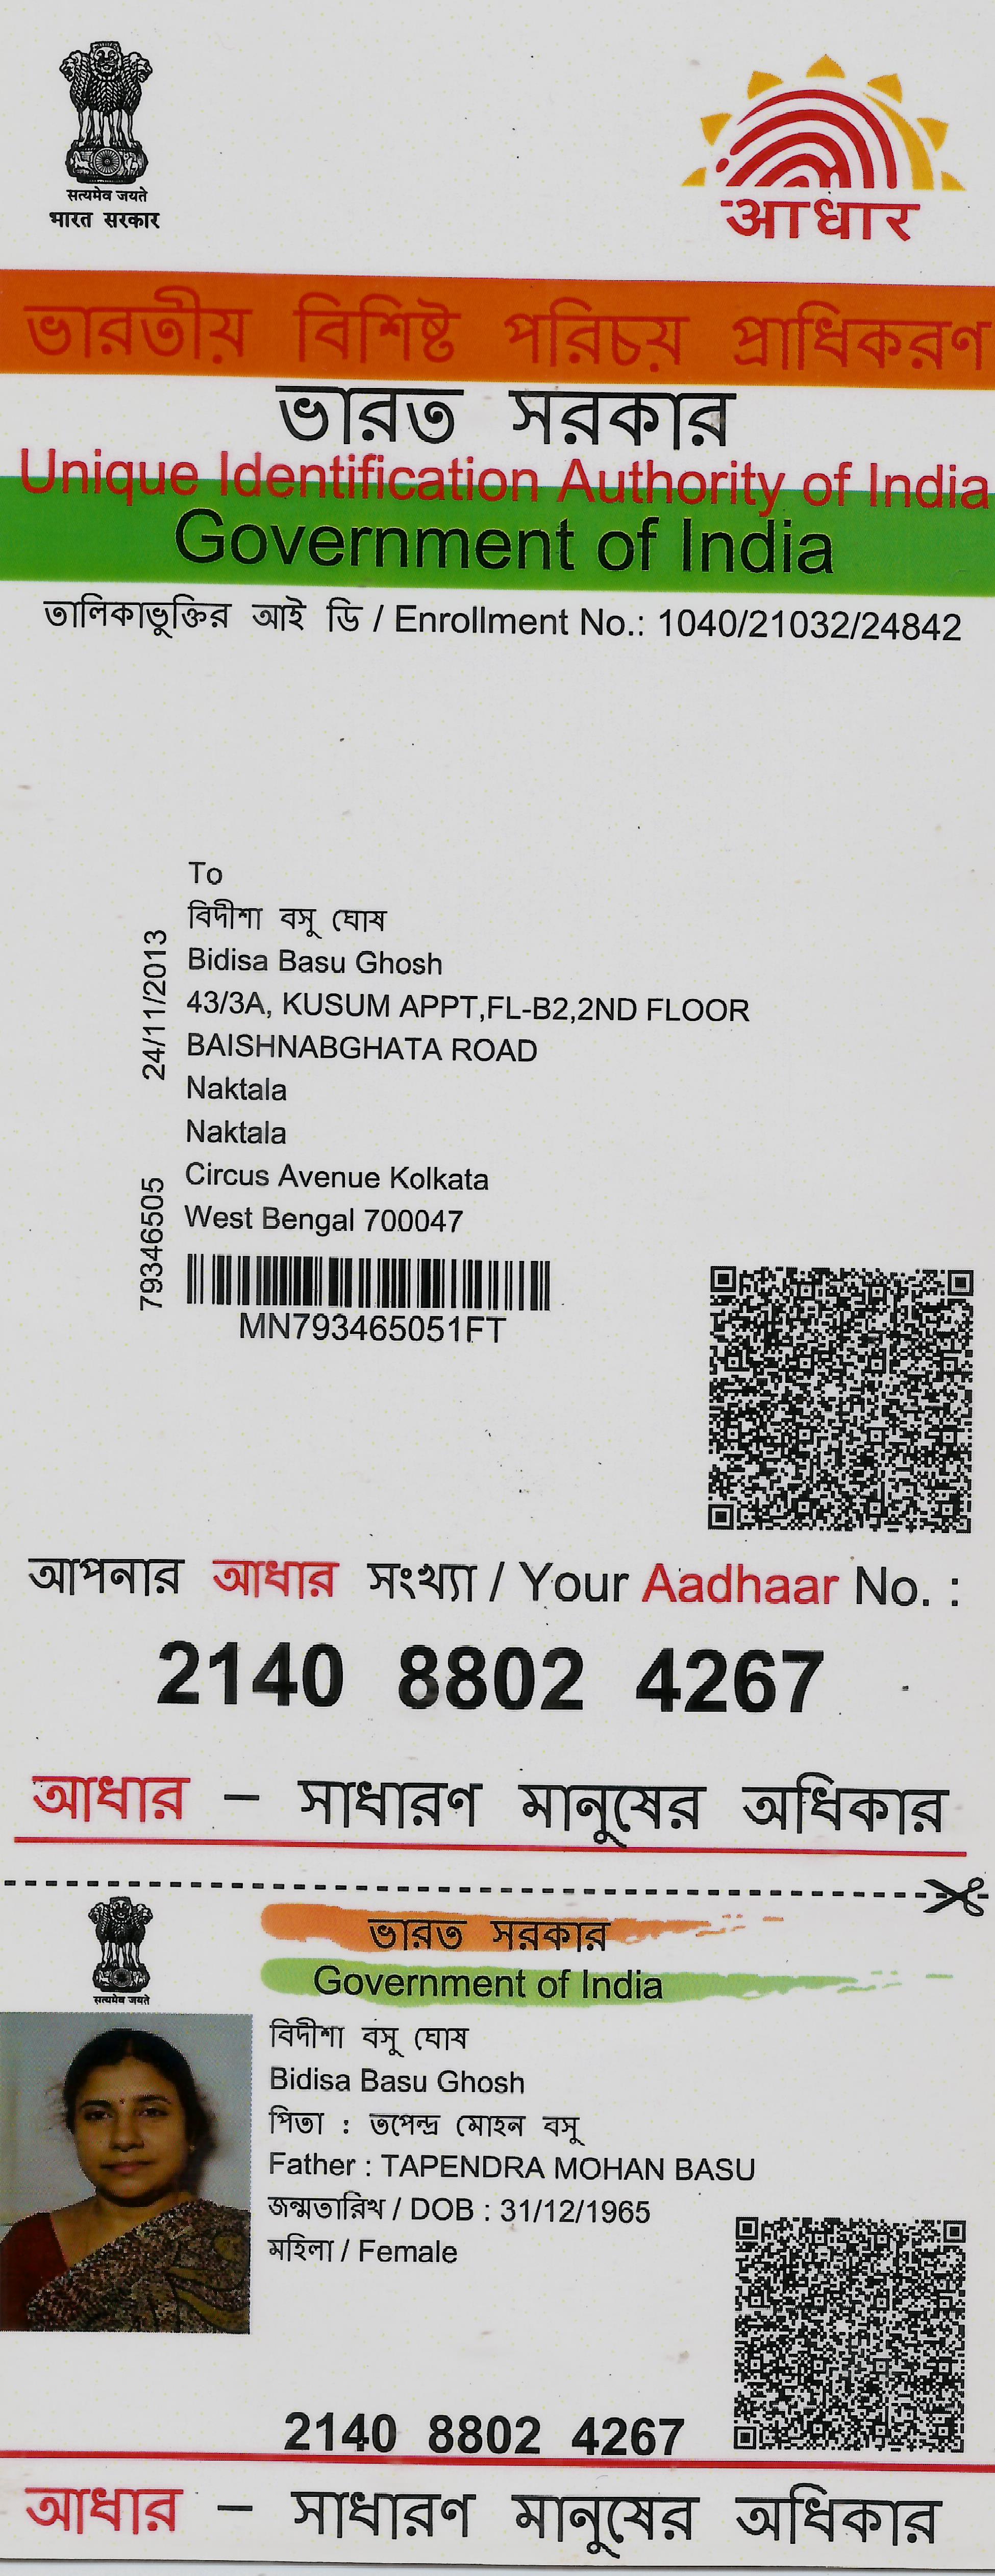 सत्यमेव जयते
भारत सरकार
आधार
ভারতীয় বিশিষ্ট পরিচয় প্রাধিকরণ
ভারত সরকার
Unique Identification Authority of India
Government of India
তালিকাভুক্তির আই ডি / Enrollment No.: 1040/21032/24842
To
বিদীশা বসু ঘোষ
Bidisa Basu Ghosh
43/3A, KUSUM APPT,FL-B2,2ND FLOOR
BAISHNABGHATA ROAD
Naktala
Naktala
Circus Avenue Kolkata
West Bengal 700047
24/11/2013
79346505
MN793465051FT
আপনার আধার সংখ্যা / Your Aadhaar No. :
2140 8802 4267
আধার – সাধারণ মানুষের অধিকার
सत्यमेव जयते
ভারত সরকার
Government of India
বিদীশা বসু ঘোষ
Bidisa Basu Ghosh
পিতা : তপেন্দ্র মোহন বসু
Father : TAPENDRA MOHAN BASU
জন্মতারিখ / DOB : 31/12/1965
মহিলা / Female
2140 8802 4267
আধার – সাধারণ মানুষের অধিকার